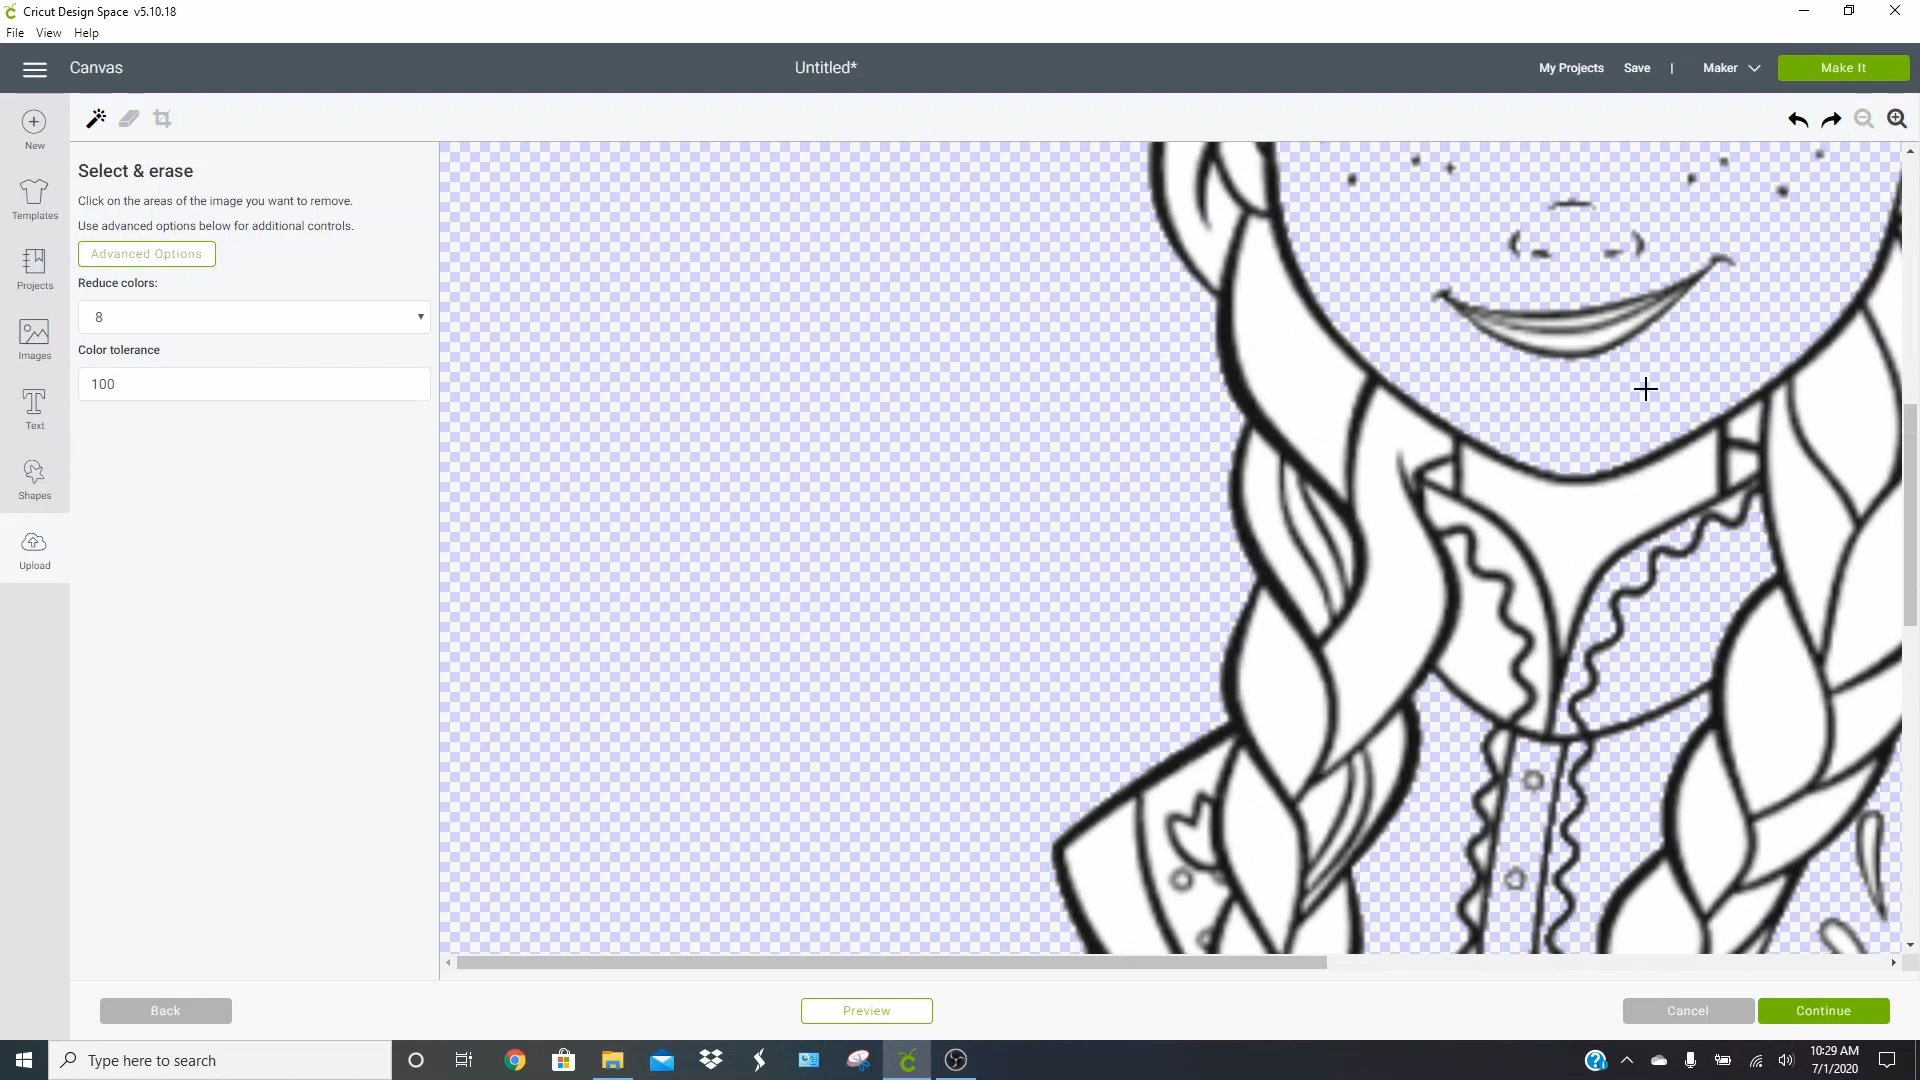 Cricut Design Space v5.10.18
File View Help
Canvas
Untitled*
My Projects Save | Maker Make It
New
Templates
Projects
Images
Text
Shapes
Upload
Select & erase
Click on the areas of the image you want to remove.
Use advanced options below for additional controls.
Advanced Options
Reduce colors:
8
Color tolerance
100
Back
Preview
Cancel
Continue
Type here to search
10:29 AM
7/1/2020